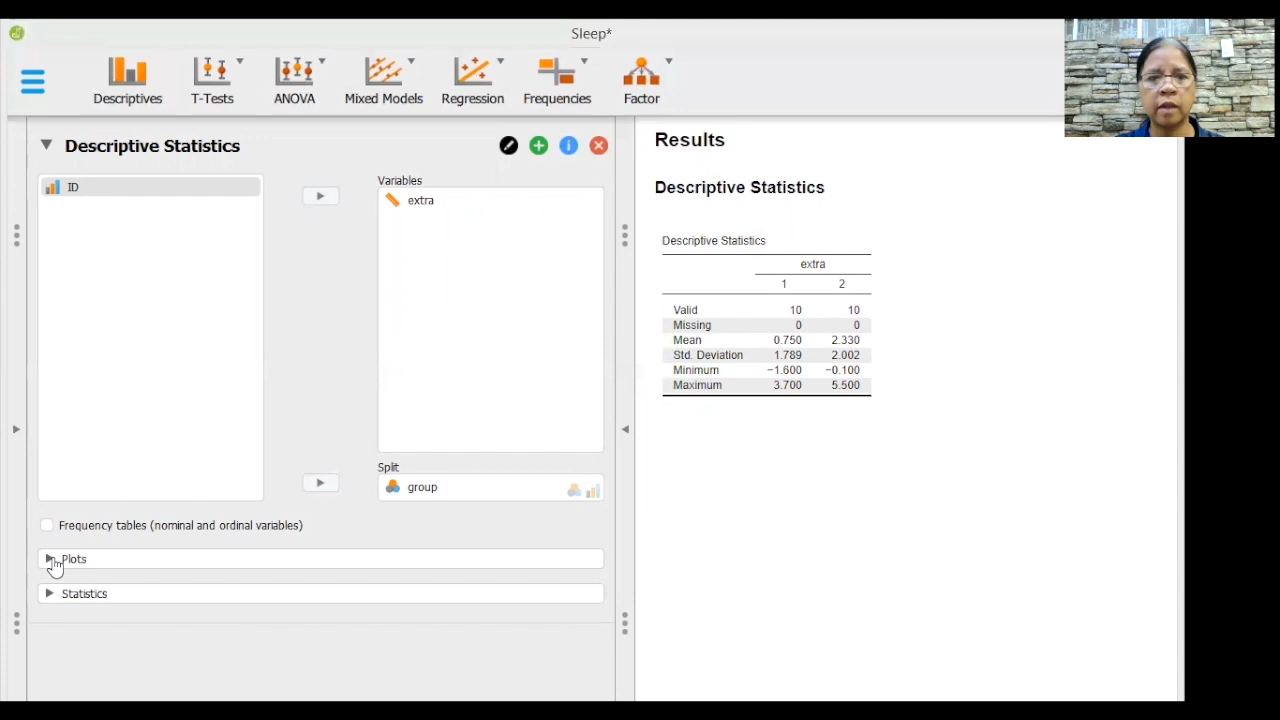 Sleep*
Descriptives T-Tests ANOVA Mixed Models Regression Frequencies Factor
Descriptive Statistics
ID
Variables
extra
Split
group
Frequency tables (nominal and ordinal variables)
Plots
Statistics
Results
Descriptive Statistics
Descriptive Statistics
extra
1 2
Valid 10 10
Missing 0 0
Mean 0.750 2.330
Std. Deviation 1.789 2.002
Minimum −1.600 −0.100
Maximum 3.700 5.500